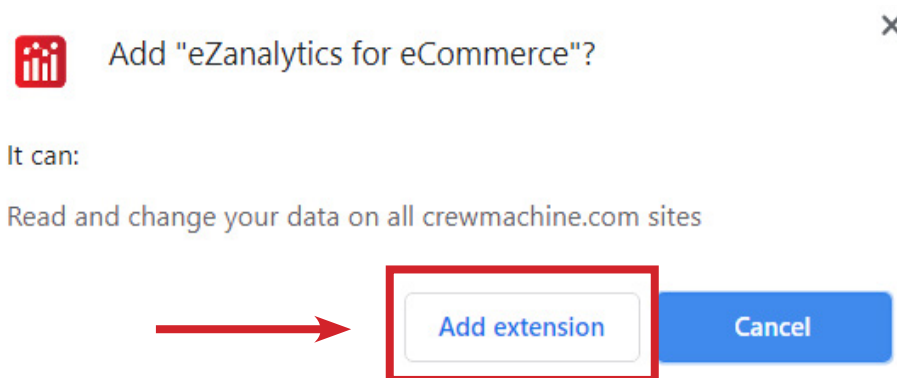 Add "eZanalytics for eCommerce"?
It can:
Read and change your data on all crewmachine.com sites
Add extension
Cancel